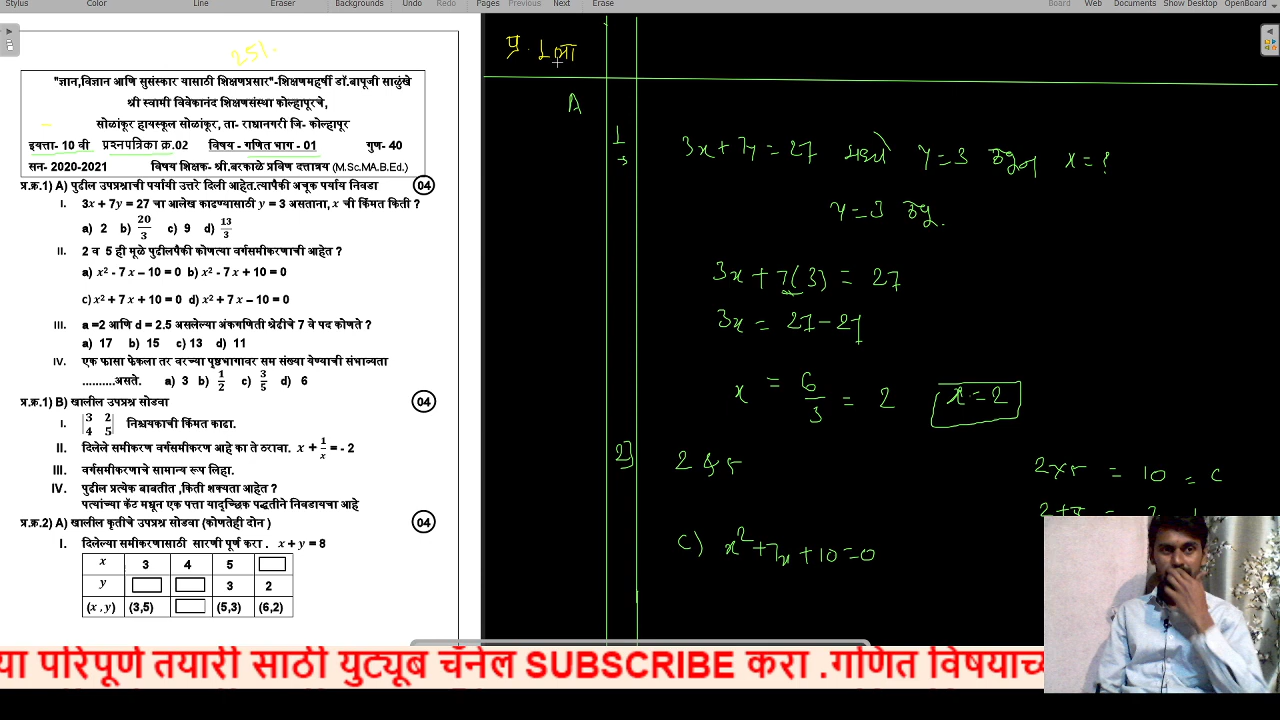 Stylus Color Line Eraser Backgrounds Undo Redo Pages Previous Next Erase Board Web Documents Show Desktop OpenBoard
251.
"ज्ञान,विज्ञान आणि सुसंस्कार यासाठी शिक्षणप्रसार"-शिक्षणमहर्षी डॉ.बापूजी साळुंखे
श्री स्वामी विवेकानंद शिक्षणसंस्था कोल्हापूरचे,
सोळांकूर हायस्कूल सोळांकूर, ता- राधानगरी जि- कोल्हापूर
इयत्ता- 10 वी प्रश्नपत्रिका क्र.02 विषय - गणित भाग - 01 गुण- 40
सन- 2020-2021 विषय शिक्षक- श्री.बरकाळे प्रविण दत्तात्रय (M.Sc.MA.B.Ed.)
प्र.क्र.1) A) पुढील उपप्रश्नाची पर्यायी उत्तरे दिली आहेत.त्यापैकी अचूक पर्याय निवडा 04
I. 3x + 7y = 27 चा आलेख काढण्यासाठी y = 3 असताना, x ची किंमत किती ?
a) 2 b) 20/3 c) 9 d) 13/3
II. 2 व 5 ही मूळे पुढीलपैकी कोणत्या वर्गसमीकरणाची आहेत ?
a) x² - 7 x – 10 = 0 b) x² - 7 x + 10 = 0
c) x² + 7 x + 10 = 0 d) x² + 7 x – 10 = 0
III. a =2 आणि d = 2.5 असलेल्या अंकगणिती श्रेढीचे 7 वे पद कोणते ?
a) 17 b) 15 c) 13 d) 11
IV. एक फासा फेकला तर वरच्या पृष्ठभागावर सम संख्या येण्याची संभाव्यता
..........असते. a) 3 b) 1/2 c) 3/5 d) 6
प्र.क्र.1) B) खालील उपप्रश्न सोडवा 04
I. |3 2| निश्चयकाची किंमत काढा.
|4 5|
II. दिलेले समीकरण वर्गसमीकरण आहे का ते ठरावा. x + 1/x = - 2
III. वर्गसमीकरणाचे सामान्य रूप लिहा.
IV. पुढील प्रत्येक बाबतीत ,किती शक्यता आहेत ?
पत्यांच्या कॅट मधून एक पत्ता यादृच्छिक पद्धतीने निवडायचा आहे
प्र.क्र.2) A) खालील कृतीचे उपप्रश्न सोडवा (कोणतेही दोन ) 04
I. दिलेल्या समीकरणासाठी सारणी पूर्ण करा . x + y = 8
x 3 4 5
y 3 2
(x , y) (3,5) (5,3) (6,2)
प्र. 1
A
1 3x + 7y = 27 मध्ये y = 3 ठेवून x = ?
y = 3 ठेवू.
3x + 7(3) = 27
3x = 27 - 21
x = 6/3 = 2 x = 2
2] 2 & 5 2x5 = 10 = c
c) x² + 7x + 10 = 0
या परिपूर्ण तयारी साठी युट्यूब चॅनेल SUBSCRIBE करा .गणित विषयाच्य